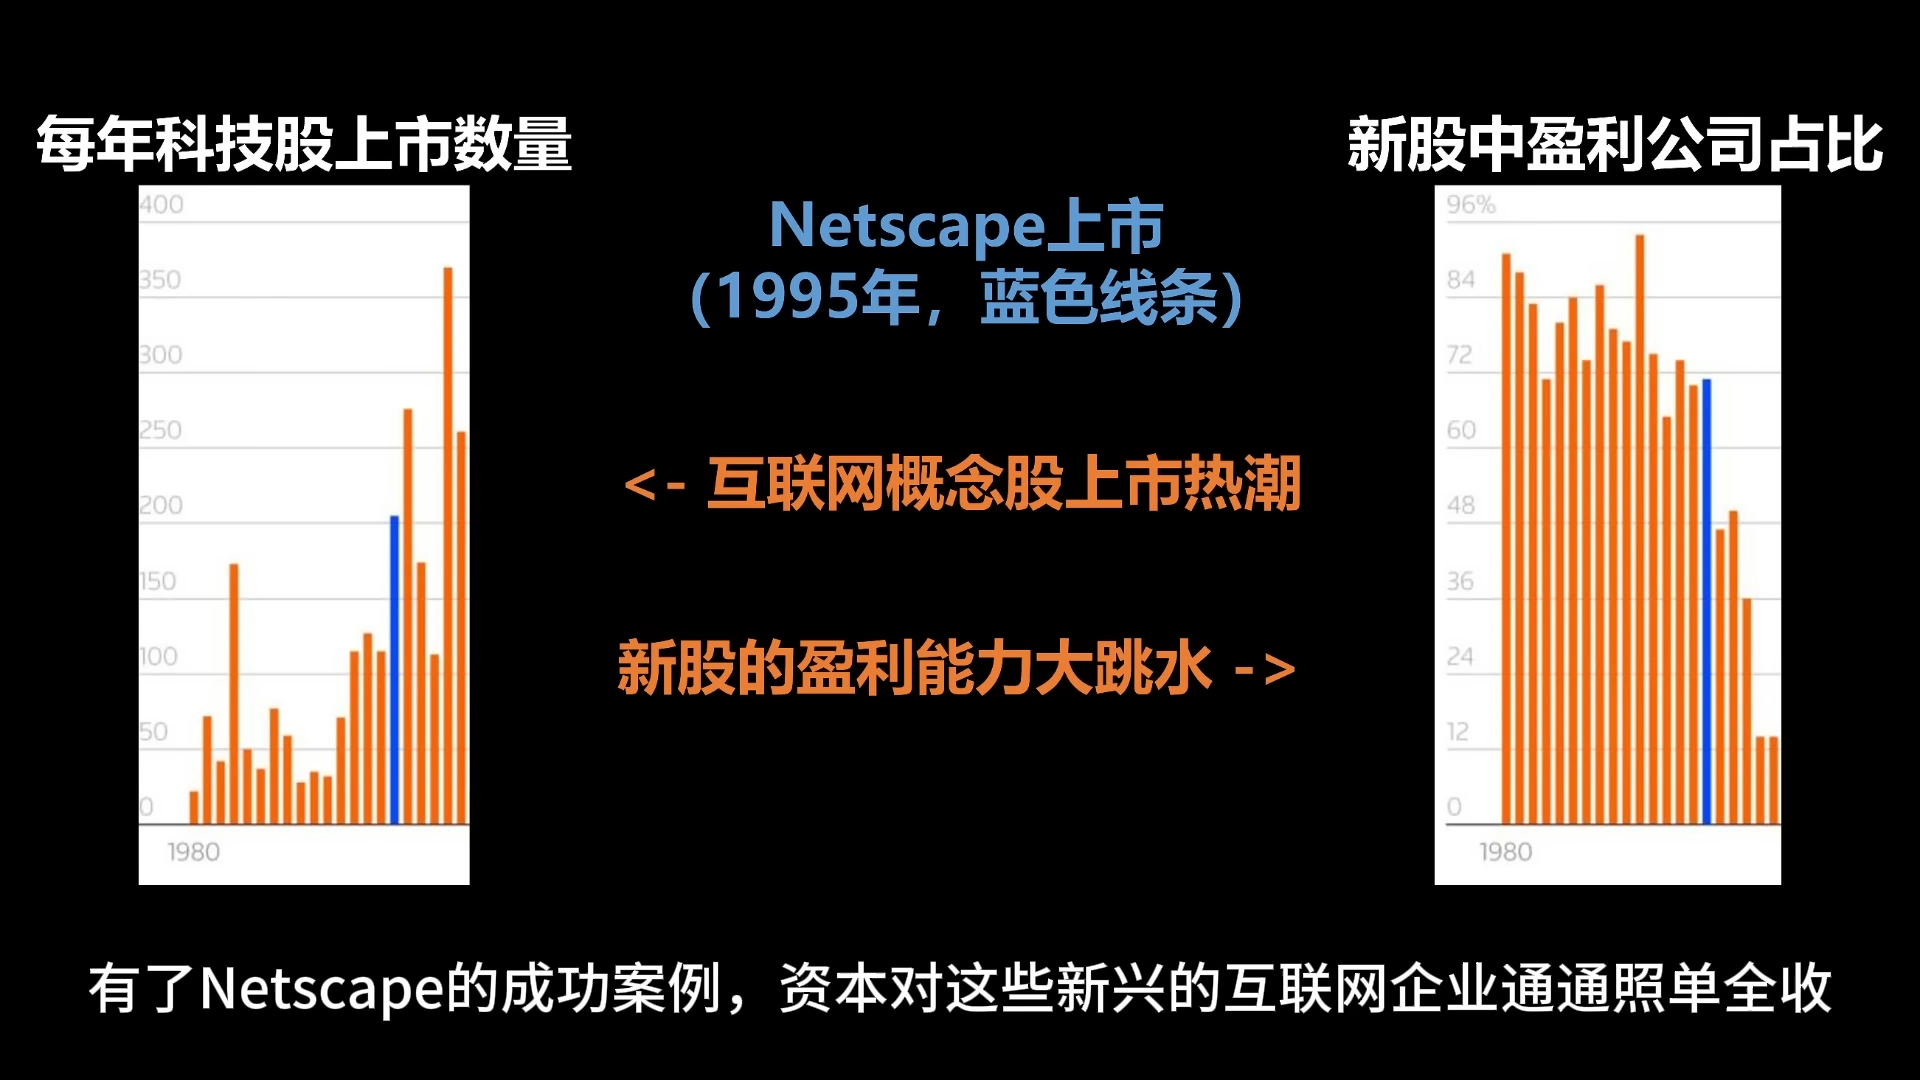 每年科技股上市数量
新股中盈利公司占比
Netscape上市
(1995年，蓝色线条)
<- 互联网概念股上市热潮
新股的盈利能力大跳水 ->
400
350
300
250
200
150
100
50
0
1980
96%
84
72
60
48
36
24
12
0
1980
有了Netscape的成功案例，资本对这些新兴的互联网企业通通照单全收